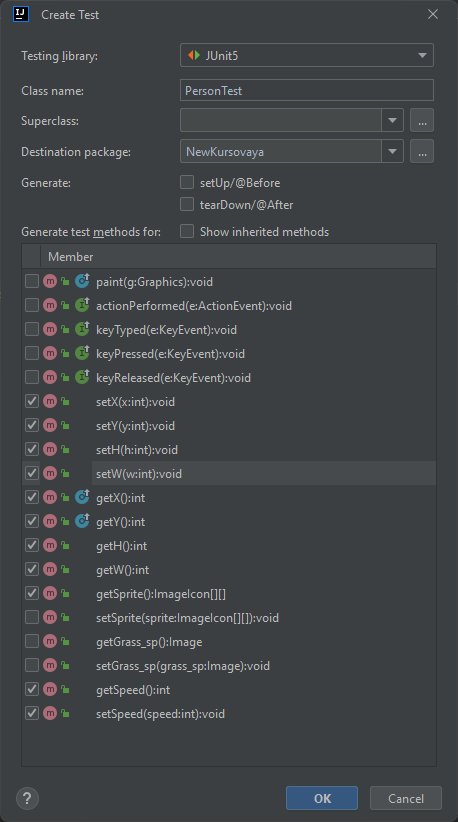 IJ Create Test
Testing library: JUnit5
Class name: PersonTest
Superclass: ...
Destination package: NewKursovaya ...
Generate: setUp/@Before
tearDown/@After
Generate test methods for: Show inherited methods
Member
m paint(g:Graphics):void
m I actionPerformed(e:ActionEvent):void
m I keyTyped(e:KeyEvent):void
m I keyPressed(e:KeyEvent):void
m I keyReleased(e:KeyEvent):void
m setX(x:int):void
m setY(y:int):void
m setH(h:int):void
m setW(w:int):void
m getX():int
m getY():int
m getH():int
m getW():int
m getSprite():ImageIcon[][]
m setSprite(sprite:ImageIcon[][]):void
m getGrass_sp():Image
m setGrass_sp(grass_sp:Image):void
m getSpeed():int
m setSpeed(speed:int):void
? OK Cancel